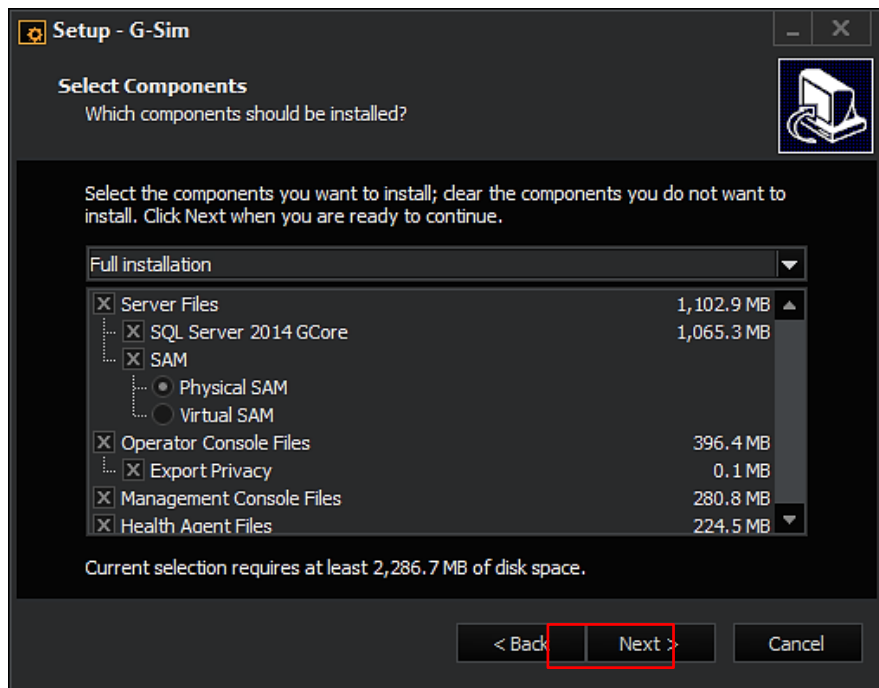 Setup - G-Sim
Select Components
Which components should be installed?
Select the components you want to install; clear the components you do not want to
install. Click Next when you are ready to continue.
Full installation
Server Files 1,102.9 MB
SQL Server 2014 GCore 1,065.3 MB
SAM
Physical SAM
Virtual SAM
Operator Console Files 396.4 MB
Export Privacy 0.1 MB
Management Console Files 280.8 MB
Health Agent Files 224.5 MB
Current selection requires at least 2,286.7 MB of disk space.
< Back Next > Cancel